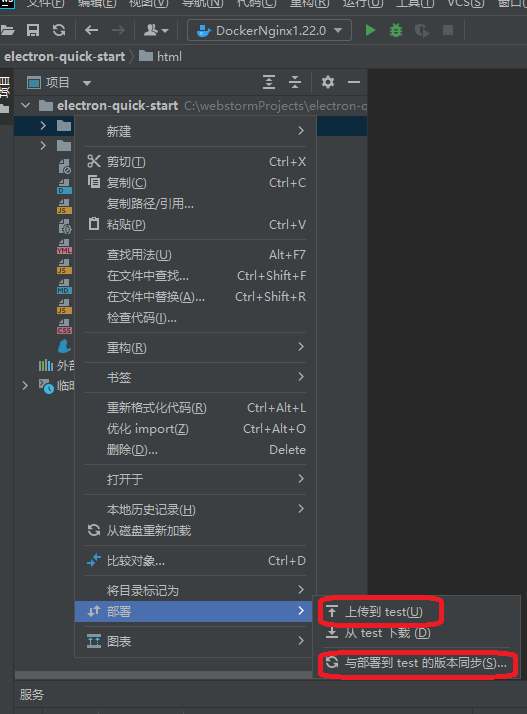 文件(F) 编辑(E) 视图(V) 导航(N) 代码(C) 重构(R) 运行(U) 工具(T) VCS(S) 窗口
DockerNginx1.22.0
electron-quick-start html
项目
项目
electron-quick-start C:\webstormProjects\electron-q
新建
剪切(T) Ctrl+X
复制(C) Ctrl+C
复制路径/引用...
粘贴(P) Ctrl+V
查找用法(U) Alt+F7
在文件中查找... Ctrl+Shift+F
在文件中替换(A)... Ctrl+Shift+R
检查代码(I)...
重构(R)
书签
重新格式化代码(R) Ctrl+Alt+L
优化 import(Z) Ctrl+Alt+O
删除(D)... Delete
打开于
本地历史记录(H)
从磁盘重新加载
比较对象... Ctrl+D
将目录标记为
部署
图表
上传到 test(U)
从 test 下载 (D)
与部署到 test 的版本同步(S)...
JS
YML
JS
MD
JS
CSS
外部
临时
服务